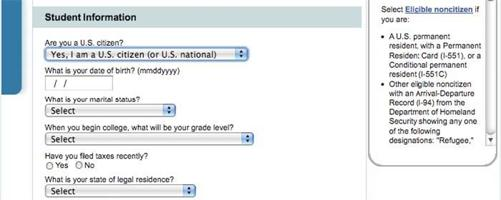 Student Information
Are you a U.S. citizen?
Yes, I am a U.S. citizen (or U.S. national)
What is your date of birth? (mmddyyyy)
/ /
What is your marital status?
Select
When you begin college, what will be your grade level?
Select
Have you filed taxes recently?
Yes No
What is your state of legal residence?
Select
Select Eligible noncitizen if
you are:
• A U.S. permanent
resident, with a Permanent
Resident Card (I-551), or a
Conditional permanent
resident (I-551C)
• Other eligible noncitizen
with an Arrival-Departure
Record (I-94) from the
Department of Homeland
Security showing any one
of the following
designations: "Refugee,"